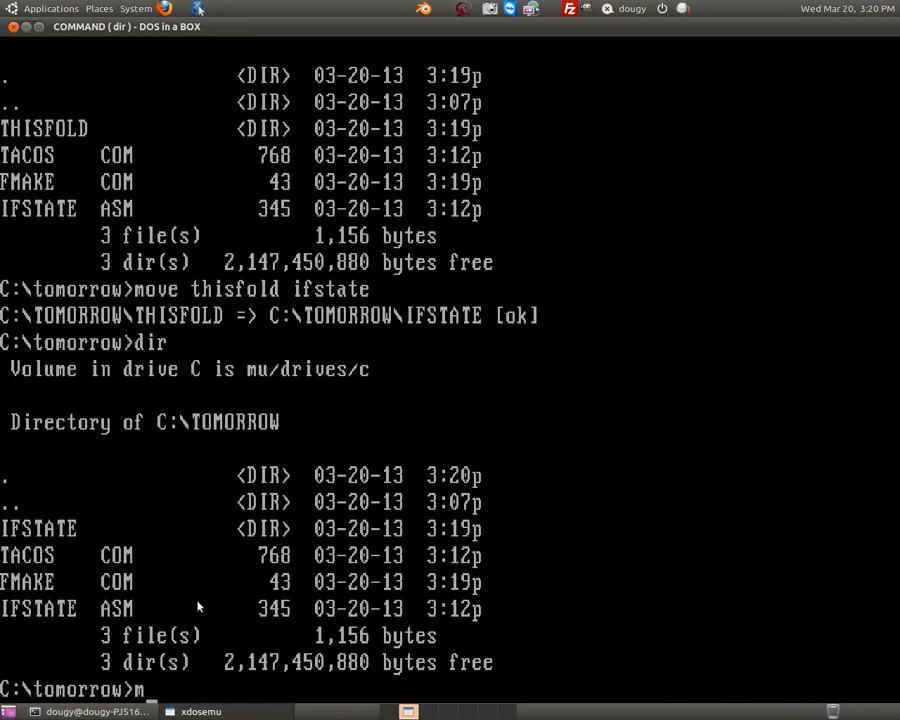 Applications Places System
dougy
Wed Mar 20, 3:20 PM
COMMAND ( dir ) - DOS in a BOX
. <DIR> 03-20-13 3:19p
.. <DIR> 03-20-13 3:07p
THISFOLD <DIR> 03-20-13 3:19p
TACOS COM 768 03-20-13 3:12p
FMAKE COM 43 03-20-13 3:19p
IFSTATE ASM 345 03-20-13 3:12p
3 file(s) 1,156 bytes
3 dir(s) 2,147,450,880 bytes free
C:\tomorrow>move thisfold ifstate
C:\TOMORROW\THISFOLD => C:\TOMORROW\IFSTATE [ok]
C:\tomorrow>dir
Volume in drive C is mu/drives/c
Directory of C:\TOMORROW
. <DIR> 03-20-13 3:20p
.. <DIR> 03-20-13 3:07p
IFSTATE <DIR> 03-20-13 3:19p
TACOS COM 768 03-20-13 3:12p
FMAKE COM 43 03-20-13 3:19p
IFSTATE ASM 345 03-20-13 3:12p
3 file(s) 1,156 bytes
3 dir(s) 2,147,450,880 bytes free
C:\tomorrow>m_
dougy@dougy-PJS16...
xdosemu